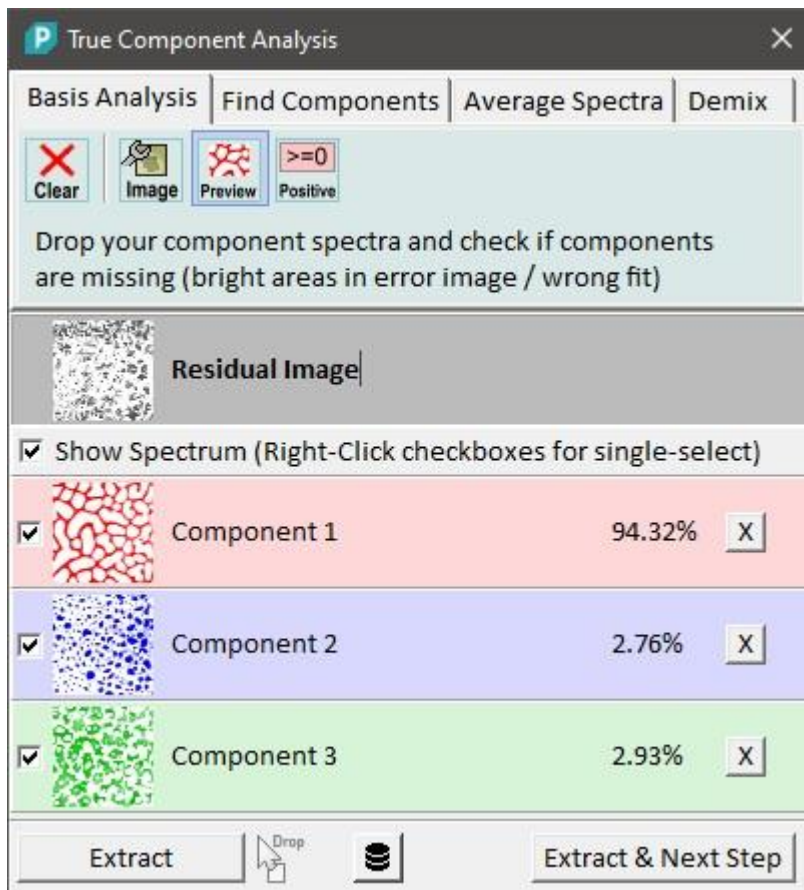 True Component Analysis
Basis Analysis Find Components Average Spectra Demix
Clear Image Preview >=0 Positive
Drop your component spectra and check if components
are missing (bright areas in error image / wrong fit)
Residual Image
Show Spectrum (Right-Click checkboxes for single-select)
Component 1 94.32% X
Component 2 2.76% X
Component 3 2.93% X
Extract Drop Extract & Next Step